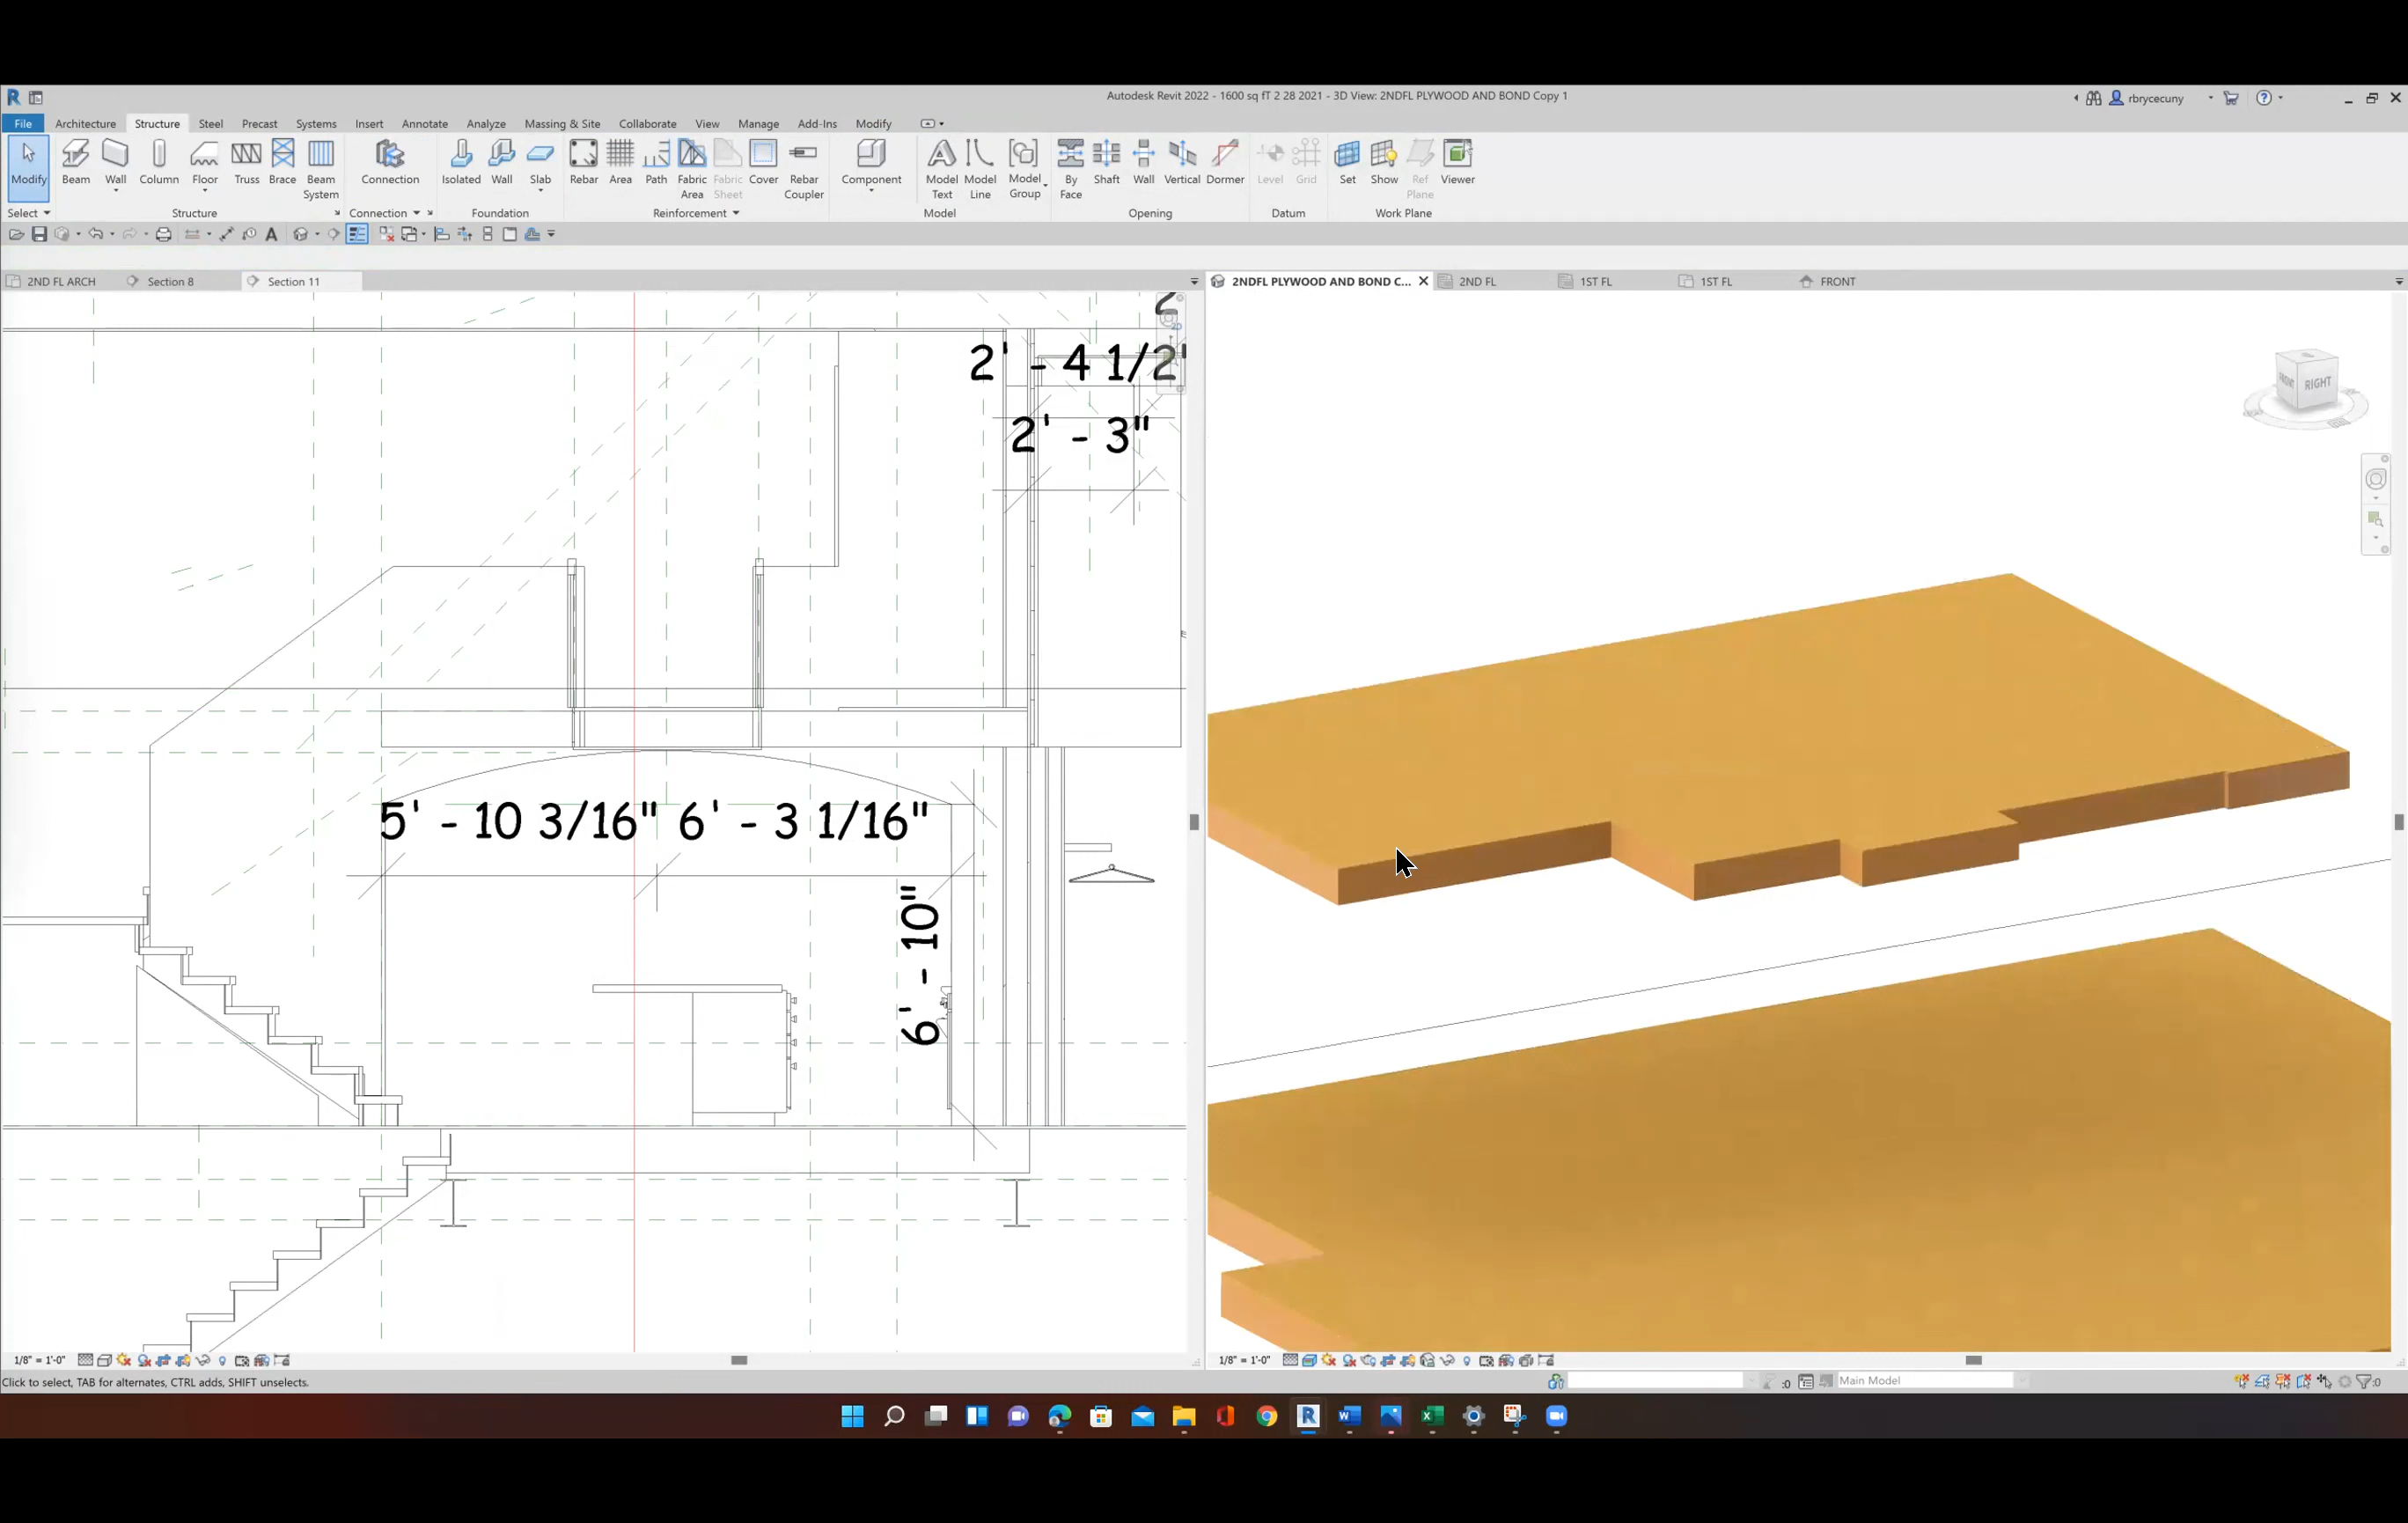 Autodesk Revit 2022 - 1600 sq fT 2 28 2021 - 3D View: 2NDFL PLYWOOD AND BOND Copy 1
rbrycecuny
File Architecture Structure Steel Precast Systems Insert Annotate Analyze Massing & Site Collaborate View Manage Add-Ins Modify
Modify Beam Wall Column Floor Truss Brace Beam System Connection Isolated Wall Slab Rebar Area Path Fabric Area Fabric Sheet Cover Rebar Coupler Component Model Text Model Line Model Group By Face Shaft Wall Vertical Dormer Level Grid Set Show Ref Plane Viewer
Select Structure Connection Foundation Reinforcement Model Opening Datum Work Plane
2ND FL ARCH Section 8 Section 11 2NDFL PLYWOOD AND BOND C... 2ND FL 1ST FL 1ST FL FRONT
2
2' - 4 1/2"
2' - 3"
FRONT RIGHT
5' - 10 3/16" 6' - 3 1/16"
6' - 10"
1/8" = 1'-0"
1/8" = 1'-0"
Click to select, TAB for alternates, CTRL adds, SHIFT unselects.
:0
Main Model
:0